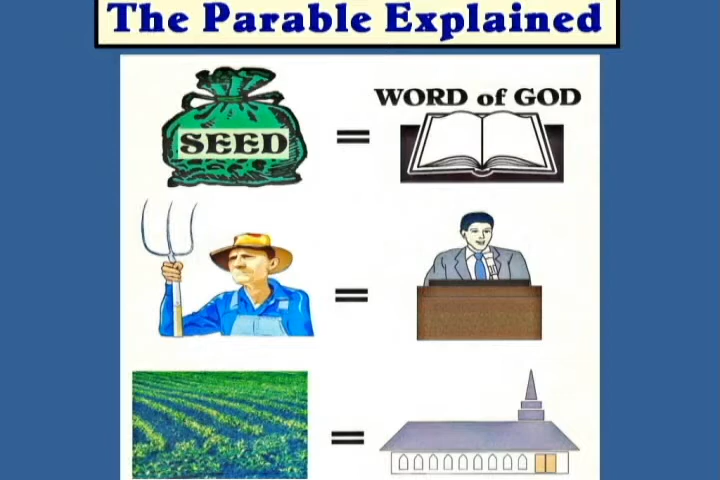 The Parable Explained
SEED
=
WORD of GOD
=
=